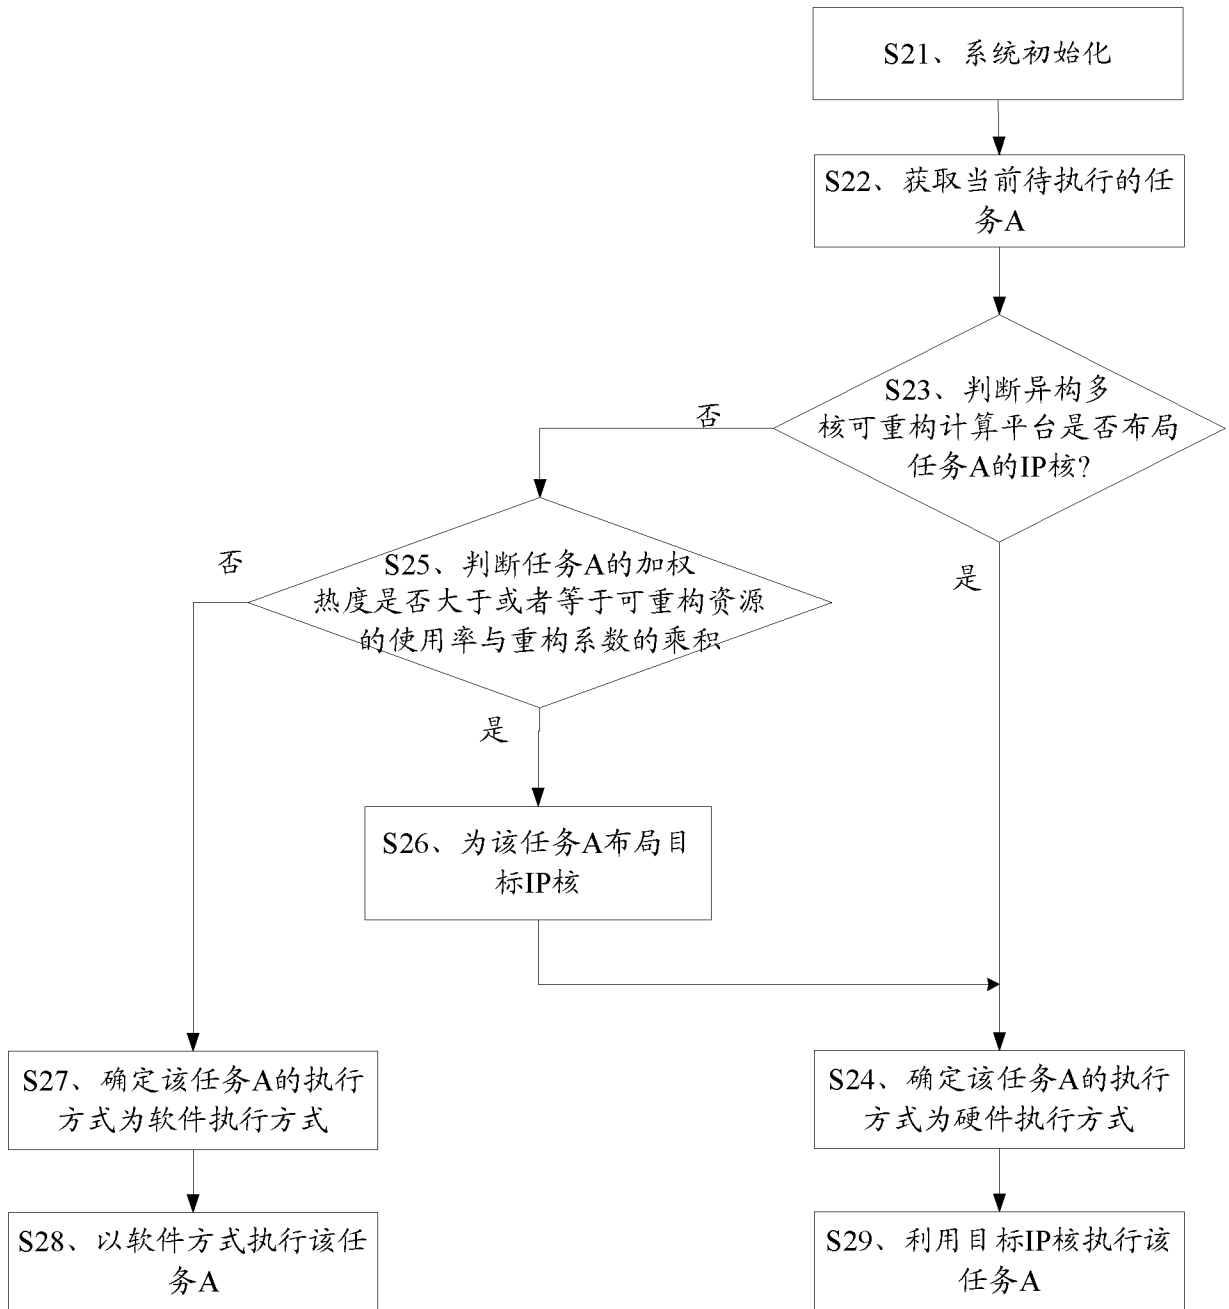 S21、系统初始化
S22、获取当前待执行的任
务A
S23、判断异构多
核可重构计算平台是否布局
任务A的IP核?
否
是
S25、判断任务A的加权
热度是否大于或者等于可重构资源
的使用率与重构系数的乘积
否
是
S26、为该任务A布局目
标IP核
S27、确定该任务A的执行
方式为软件执行方式
S24、确定该任务A的执行
方式为硬件执行方式
S28、以软件方式执行该任
务A
S29、利用目标IP核执行该
任务A